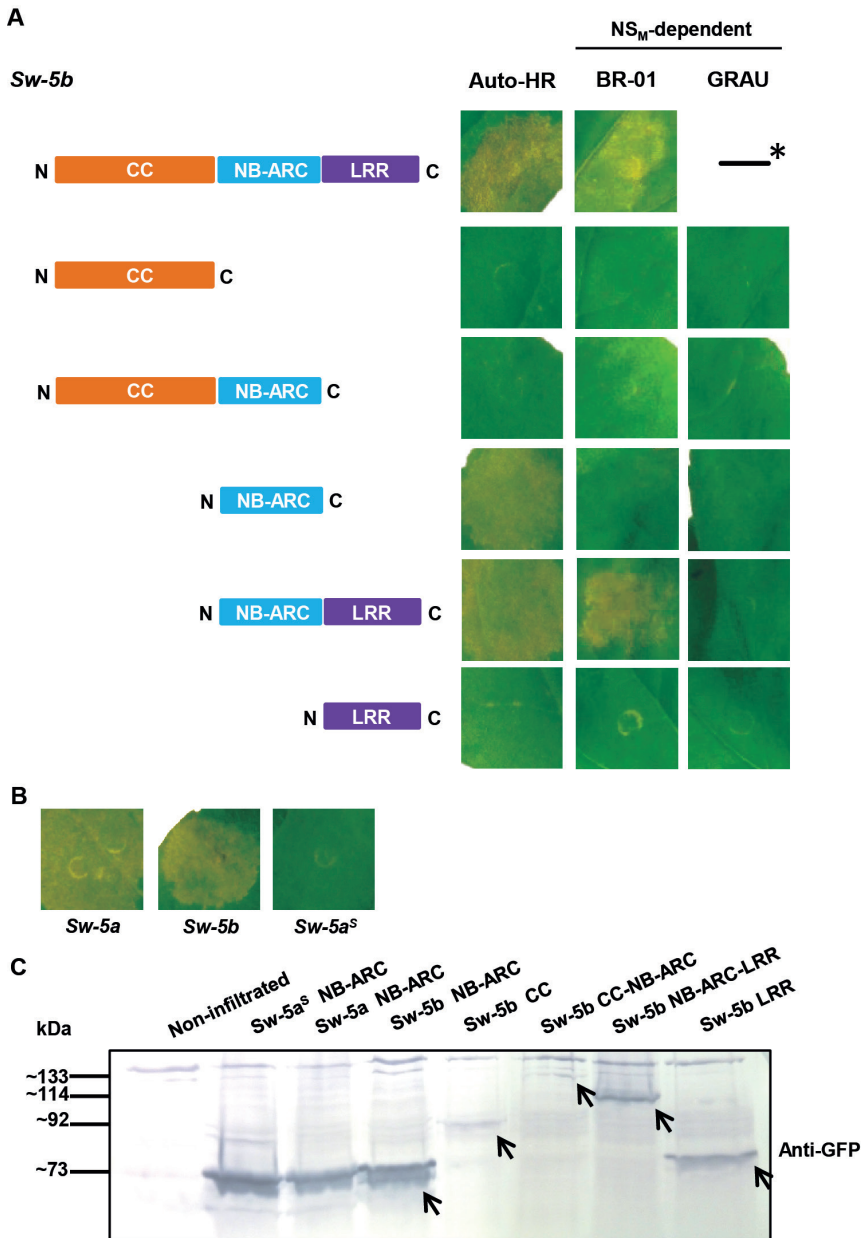 A
NSM-dependent
Sw-5b
Auto-HR BR-01 GRAU
N CC NB-ARC LRR C
*
N CC C
N CC NB-ARC C
N NB-ARC C
N NB-ARC LRR C
N LRR C
B
Sw-5a Sw-5b Sw-5aS
C
Non-infiltrated
Sw-5aS NB-ARC
Sw-5a NB-ARC
Sw-5b NB-ARC
Sw-5b CC
Sw-5b CC-NB-ARC
Sw-5b NB-ARC-LRR
Sw-5b LRR
kDa
~133
~114
~92
~73
Anti-GFP